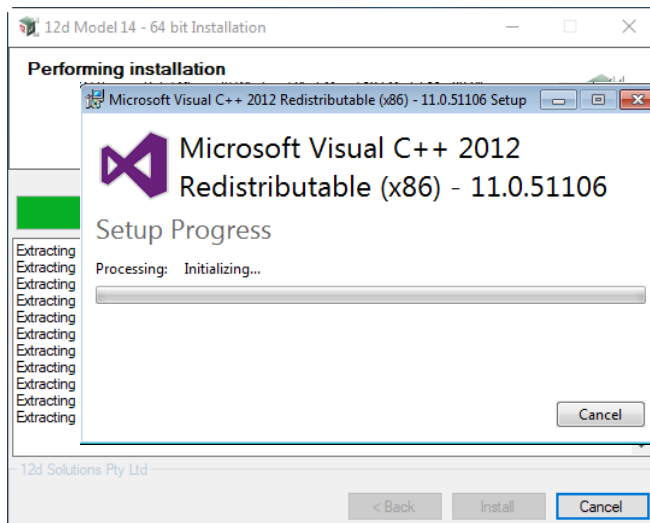 12d Model 14 - 64 bit Installation
Performing installation
Microsoft Visual C++ 2012 Redistributable (x86) - 11.0.51106 Setup
Microsoft Visual C++ 2012
Redistributable (x86) - 11.0.51106
Setup Progress
Processing: Initializing...
Extracting
Extracting
Extracting
Extracting
Extracting
Extracting
Extracting
Extracting
Extracting
Extracting
Extracting
Cancel
12d Solutions Pty Ltd
< Back
Install
Cancel